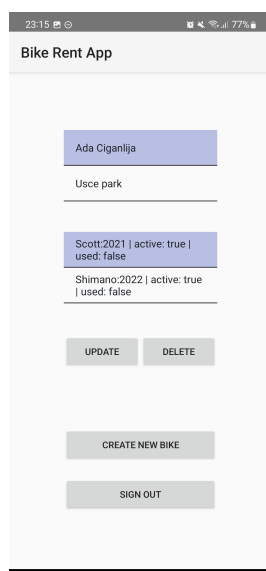 23:15 77%
Bike Rent App
Ada Ciganlija
Usce park
Scott:2021 | active: true |
used: false
Shimano:2022 | active: true
| used: false
UPDATE DELETE
CREATE NEW BIKE
SIGN OUT